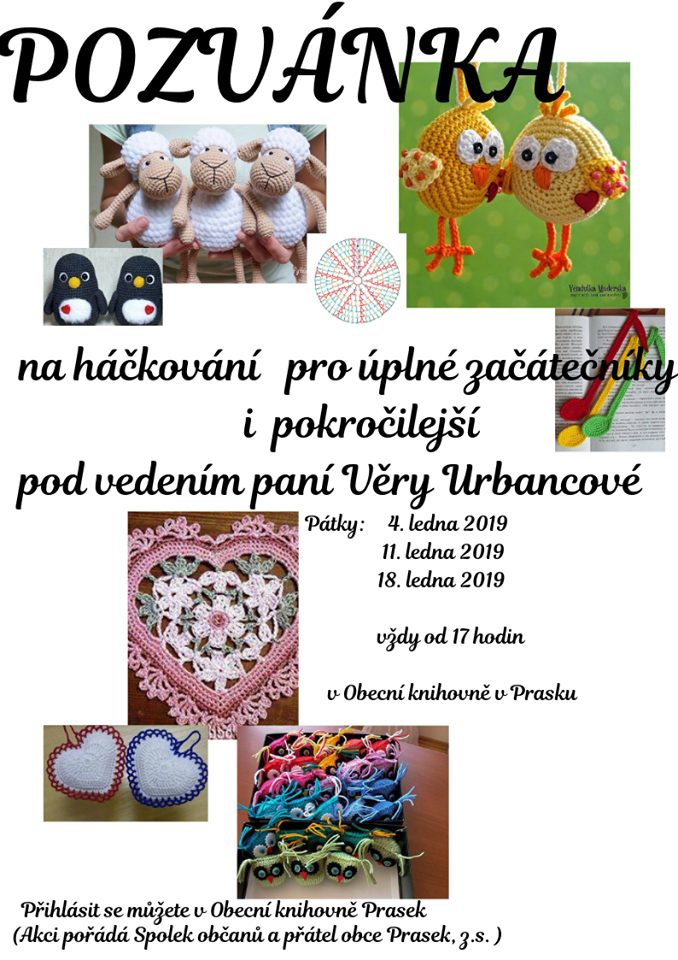 POZVÁNKA
Vendulka Maderska
na háčkování pro úplné začátečníky
i pokročilejší
pod vedením paní Věry Urbancové
Pátky: 4. ledna 2019
11. ledna 2019
18. ledna 2019
vždy od 17 hodin
v Obecní knihovně v Prasku
Přihlásit se můžete v Obecní knihovně Prasek
(Akci pořádá Spolek občanů a přátel obce Prasek, z.s. )